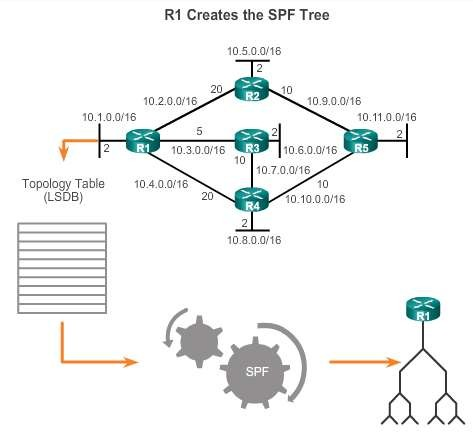 R1 Creates the SPF Tree
10.5.0.0/16
2
20
10
R2
10.2.0.0/16
10.9.0.0/16
10.1.0.0/16
10.11.0.0/16
5
2
2
2
R1
R3
R5
10.3.0.0/16
10.6.0.0/16
10
10.7.0.0/16
10.4.0.0/16
10
20
R4
10.10.0.0/16
2
10.8.0.0/16
Topology Table
(LSDB)
SPF
R1